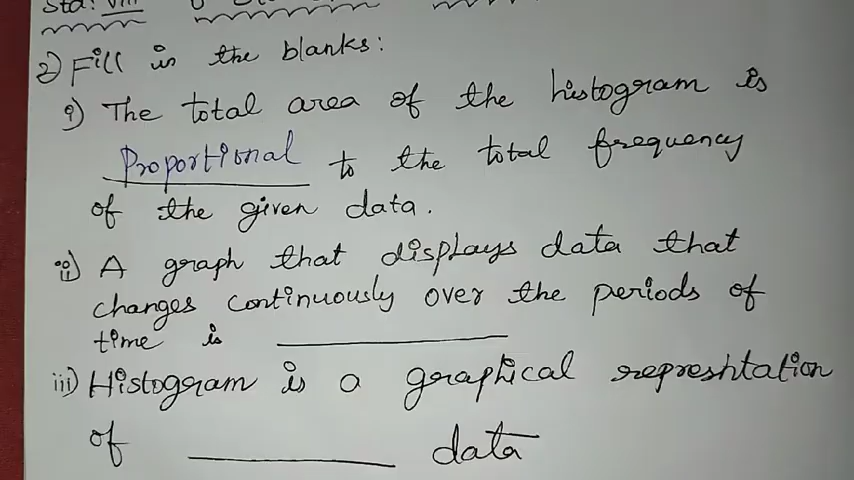 Std: VIII
2) Fill in the blanks:
i) The total area of the histogram is
Proportional to the total frequency
of the given data.
ii) A graph that displays data that
changes continuously over the periods of
time is
iii) Histogram is a graphical represhtation
of data